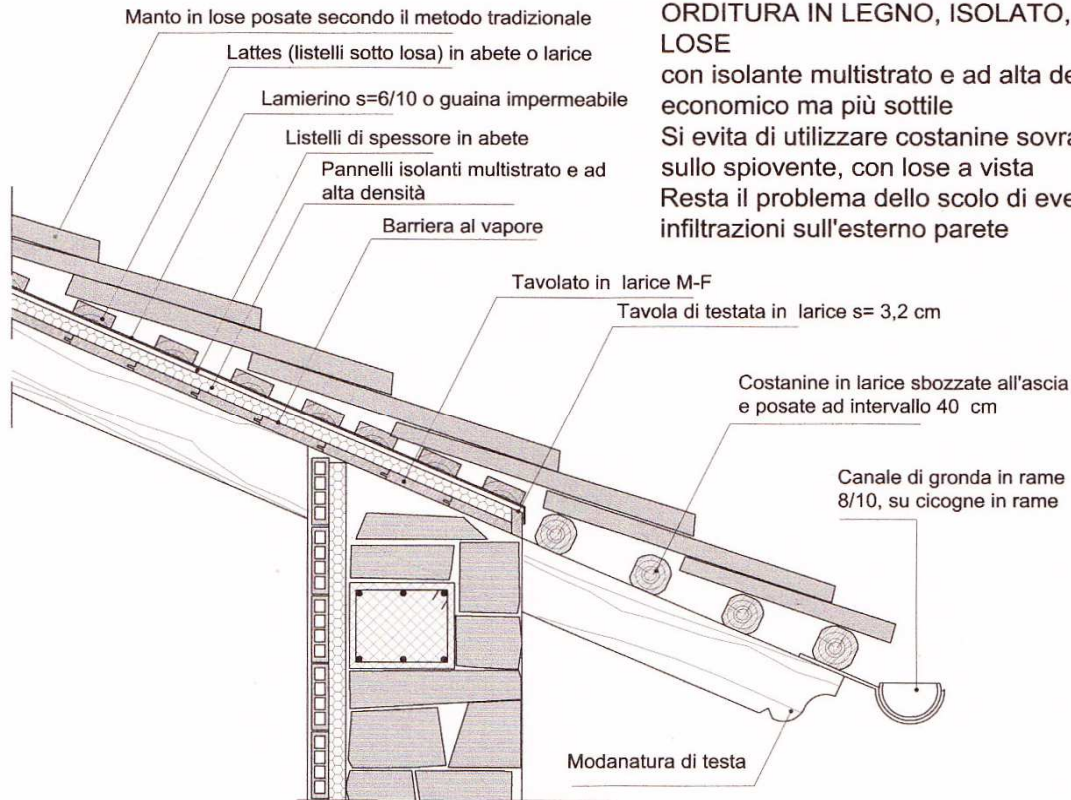 Manto in lose posate secondo il metodo tradizionale
Lattes (listelli sotto losa) in abete o larice
Lamierino s=6/10 o guaina impermeabile
Listelli di spessore in abete
Pannelli isolanti multistrato e ad
alta densità
Barriera al vapore
ORDITURA IN LEGNO, ISOLATO,
LOSE
con isolante multistrato e ad alta de
economico ma più sottile
Si evita di utilizzare costanine sovra
sullo spiovente, con lose a vista
Resta il problema dello scolo di eve
infiltrazioni sull'esterno parete
Tavolato in larice M-F
Tavola di testata in larice s= 3,2 cm
Costanine in larice sbozzate all'ascia
e posate ad intervallo 40 cm
Canale di gronda in rame
8/10, su cicogne in rame
Modanatura di testa